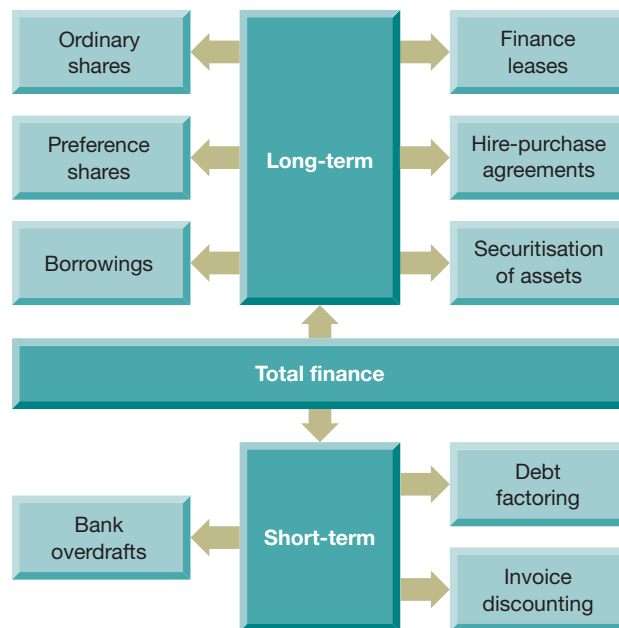 Ordinary
shares
Finance
leases
Preference
shares
Long-term
Hire-purchase
agreements
Borrowings
Securitisation
of assets
Total finance
Debt
factoring
Bank
overdrafts
Short-term
Invoice
discounting